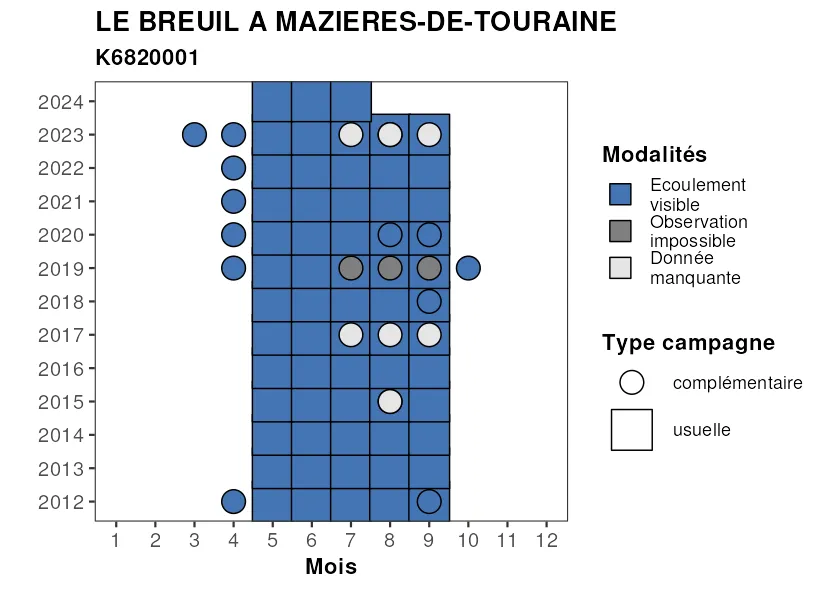 LE BREUIL A MAZIERES-DE-TOURAINE
K6820001
2024
2023
2022
2021
2020
2019
2018
2017
2016
2015
2014
2013
2012
1 2 3 4 5 6 7 8 9 10 11 12
Mois
Modalités
Ecoulement
visible
Observation
impossible
Donnée
manquante
Type campagne
complémentaire
usuelle